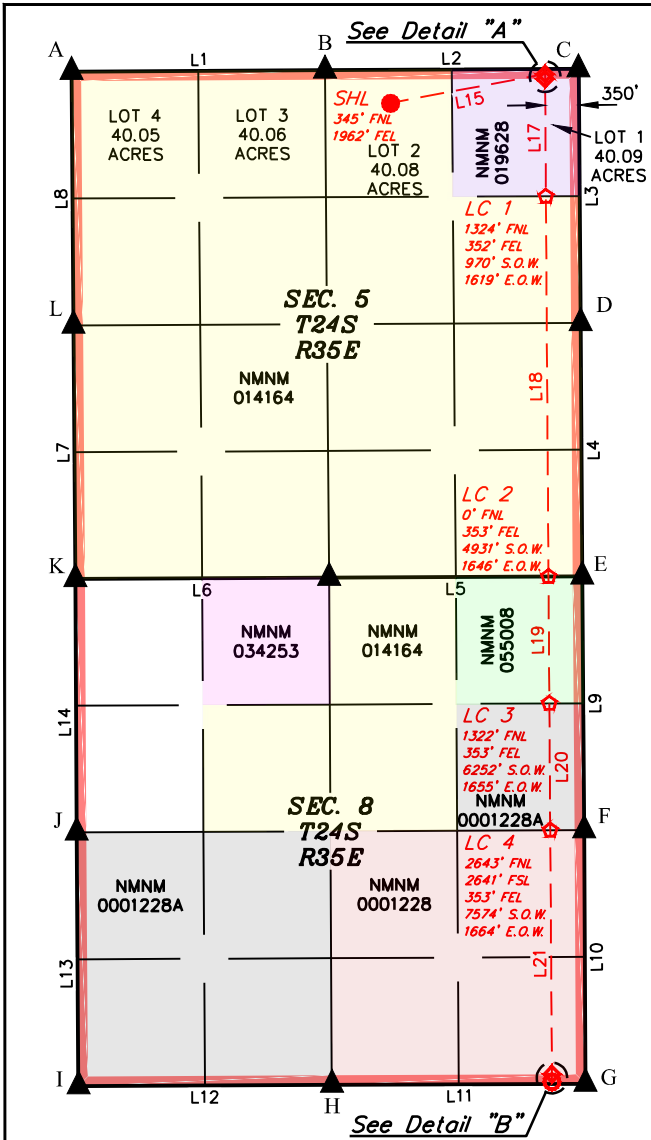 See Detail "A"
A
L1
B
L2
C
SHL
345' FNL
1962' FEL
L15
350'
LOT 4
40.05
ACRES
LOT 3
40.06
ACRES
LOT 2
40.08
ACRES
NMNM
019628
L17
LOT 1
40.09
ACRES
L8
L3
LC 1
1324' FNL
352' FEL
970' S.O.W.
1619' E.O.W.
SEC. 5
T24S
R35E
L
D
NMNM
014164
L18
L7
L4
LC 2
0' FNL
353' FEL
4931' S.O.W.
1646' E.O.W.
K
E
L6
L5
NMNM
034253
NMNM
014164
NMNM
055008
L19
L14
L9
LC 3
1322' FNL
353' FEL
6252' S.O.W.
1655' E.O.W.
L20
SEC. 8
T24S
R35E
NMNM
0001228A
J
F
LC 4
2643' FNL
2641' FSL
353' FEL
7574' S.O.W.
1664' E.O.W.
NMNM
0001228A
NMNM
0001228
L13
L21
L10
I
L12
H
L11
G
See Detail "B"